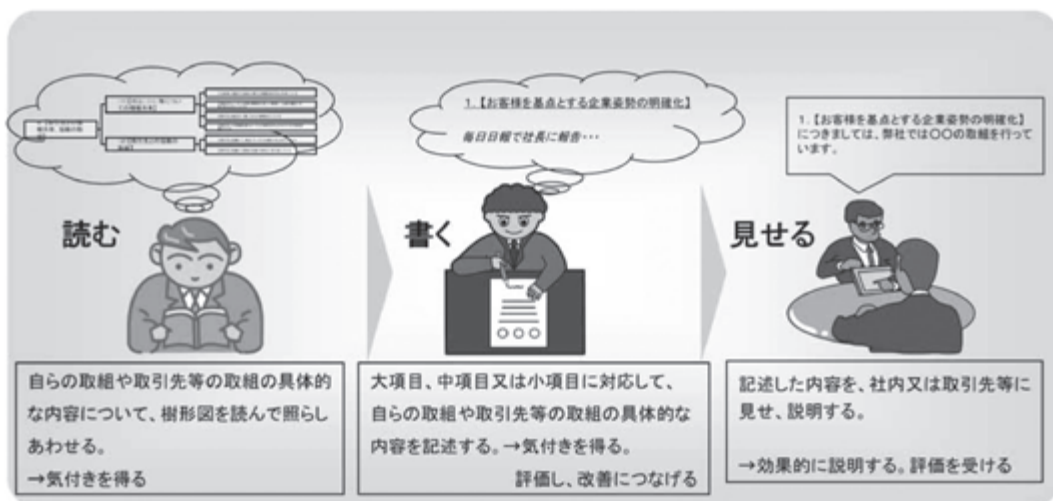 1.【お客様を基点とする企業姿勢の明確化】
毎日日報で社長に報告・・・
1.【お客様を基点とする企業姿勢の明確化】
につきましては、弊社では〇〇の取組を行って
います。
読む
書く
見せる
自らの取組や取引先等の取組の具体的
な内容について、樹形図を読んで照らし
あわせる。
→気付きを得る
大項目、中項目又は小項目に対応して、
自らの取組や取引先等の取組の具体的な
内容を記述する。→気付きを得る。
評価し、改善につなげる
記述した内容を、社内又は取引先等に
見せ、説明する。
→効果的に説明する。評価を受ける